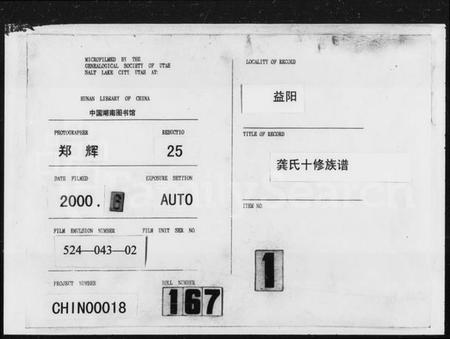 MICROFILMED BY THE
GENEALOGICAL SOCIETY OF UTAH
SALT LAKE CITY UTAH AT:
HUNAN LIBRARY OF CHINA
中国湖南图书馆
PHOTOGRAPHER
REDUCTIO
郑 辉
25
DATE FILMED
EXPOSURE SETTION
2000. 6
AUTO
FILM EMULSION NUMBER
FILM UNIT SER NO
524—043—02
PROJECT NUMBER
ROLL NUMBER
CHIN00018
167
LOCALITY OF RECORD
益阳
TITLE OF RECORD
龚氏十修族谱
ITEM NO.
1